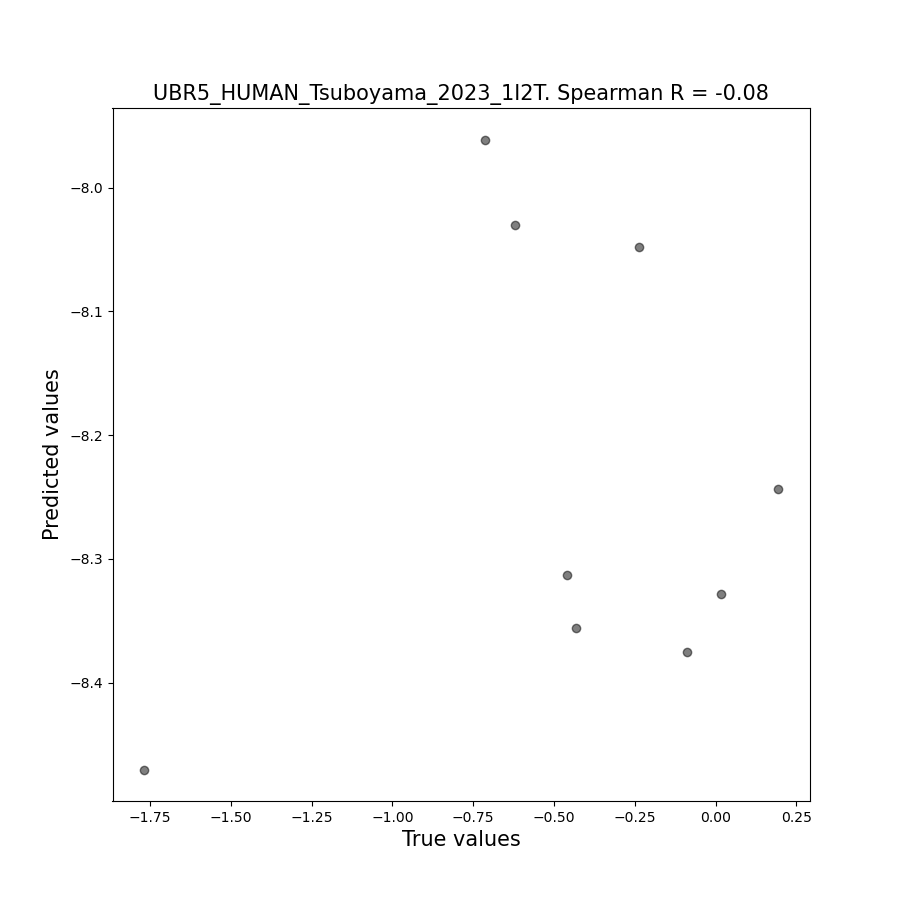 UBR5_HUMAN_Tsuboyama_2023_1I2T. Spearman R = -0.08
Predicted values
−8.0
−8.1
−8.2
−8.3
−8.4
−1.75 −1.50 −1.25 −1.00 −0.75 −0.50 −0.25 0.00 0.25
True values